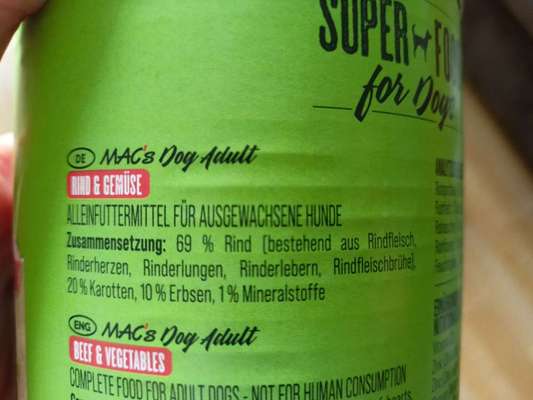 SUPER
for Dogs
DE MAC's Dog Adult
RIND & GEMÜSE
ALLEINFUTTERMITTEL FÜR AUSGEWACHSENE HUNDE
Zusammensetzung: 69 % Rind [bestehend aus Rindfleisch,
Rinderherzen, Rinderlungen, Rinderlebern, Rindfleischbrühe],
20 % Karotten, 10 % Erbsen, 1 % Mineralstoffe
ENG MAC's Dog Adult
BEEF & VEGETABLES
COMPLETE FOOD FOR ADULT DOGS - NOT FOR HUMAN CONSUMPTION